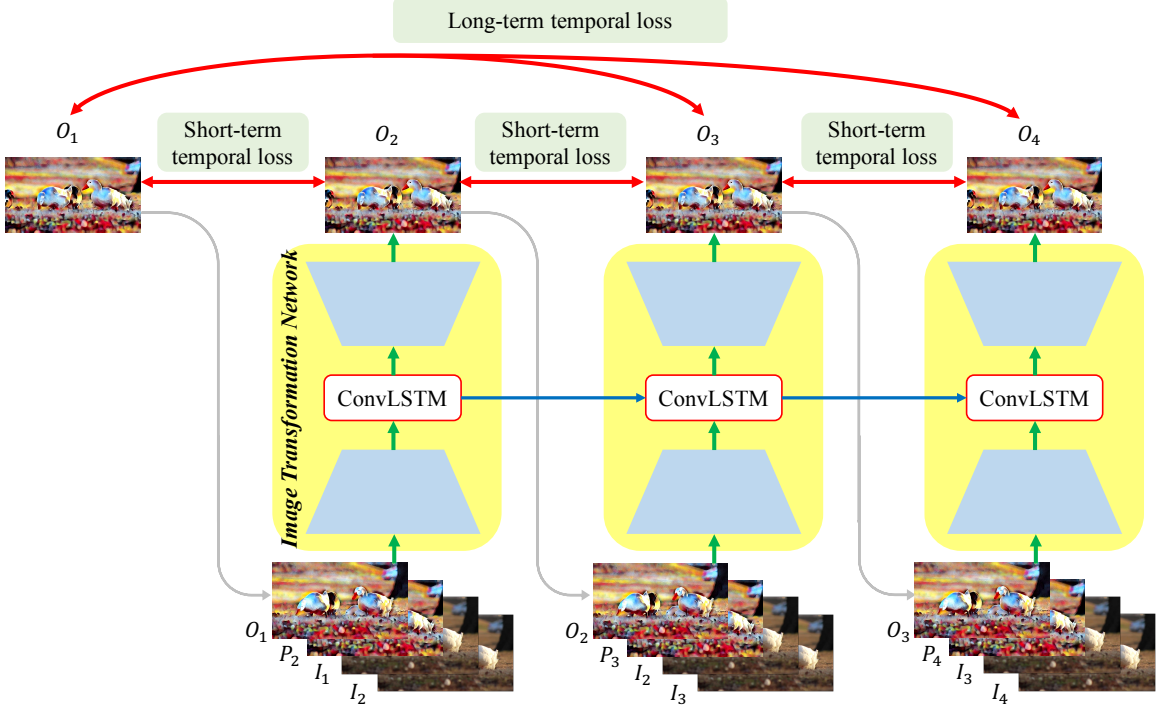 Long-term temporal loss
O₁
Short-term
temporal loss
O₂
Short-term
temporal loss
O₃
Short-term
temporal loss
O₄
Image Transformation Network
ConvLSTM
ConvLSTM
ConvLSTM
O₁
P₂
I₁
I₂
O₂
P₃
I₂
I₃
O₃
P₄
I₃
I₄